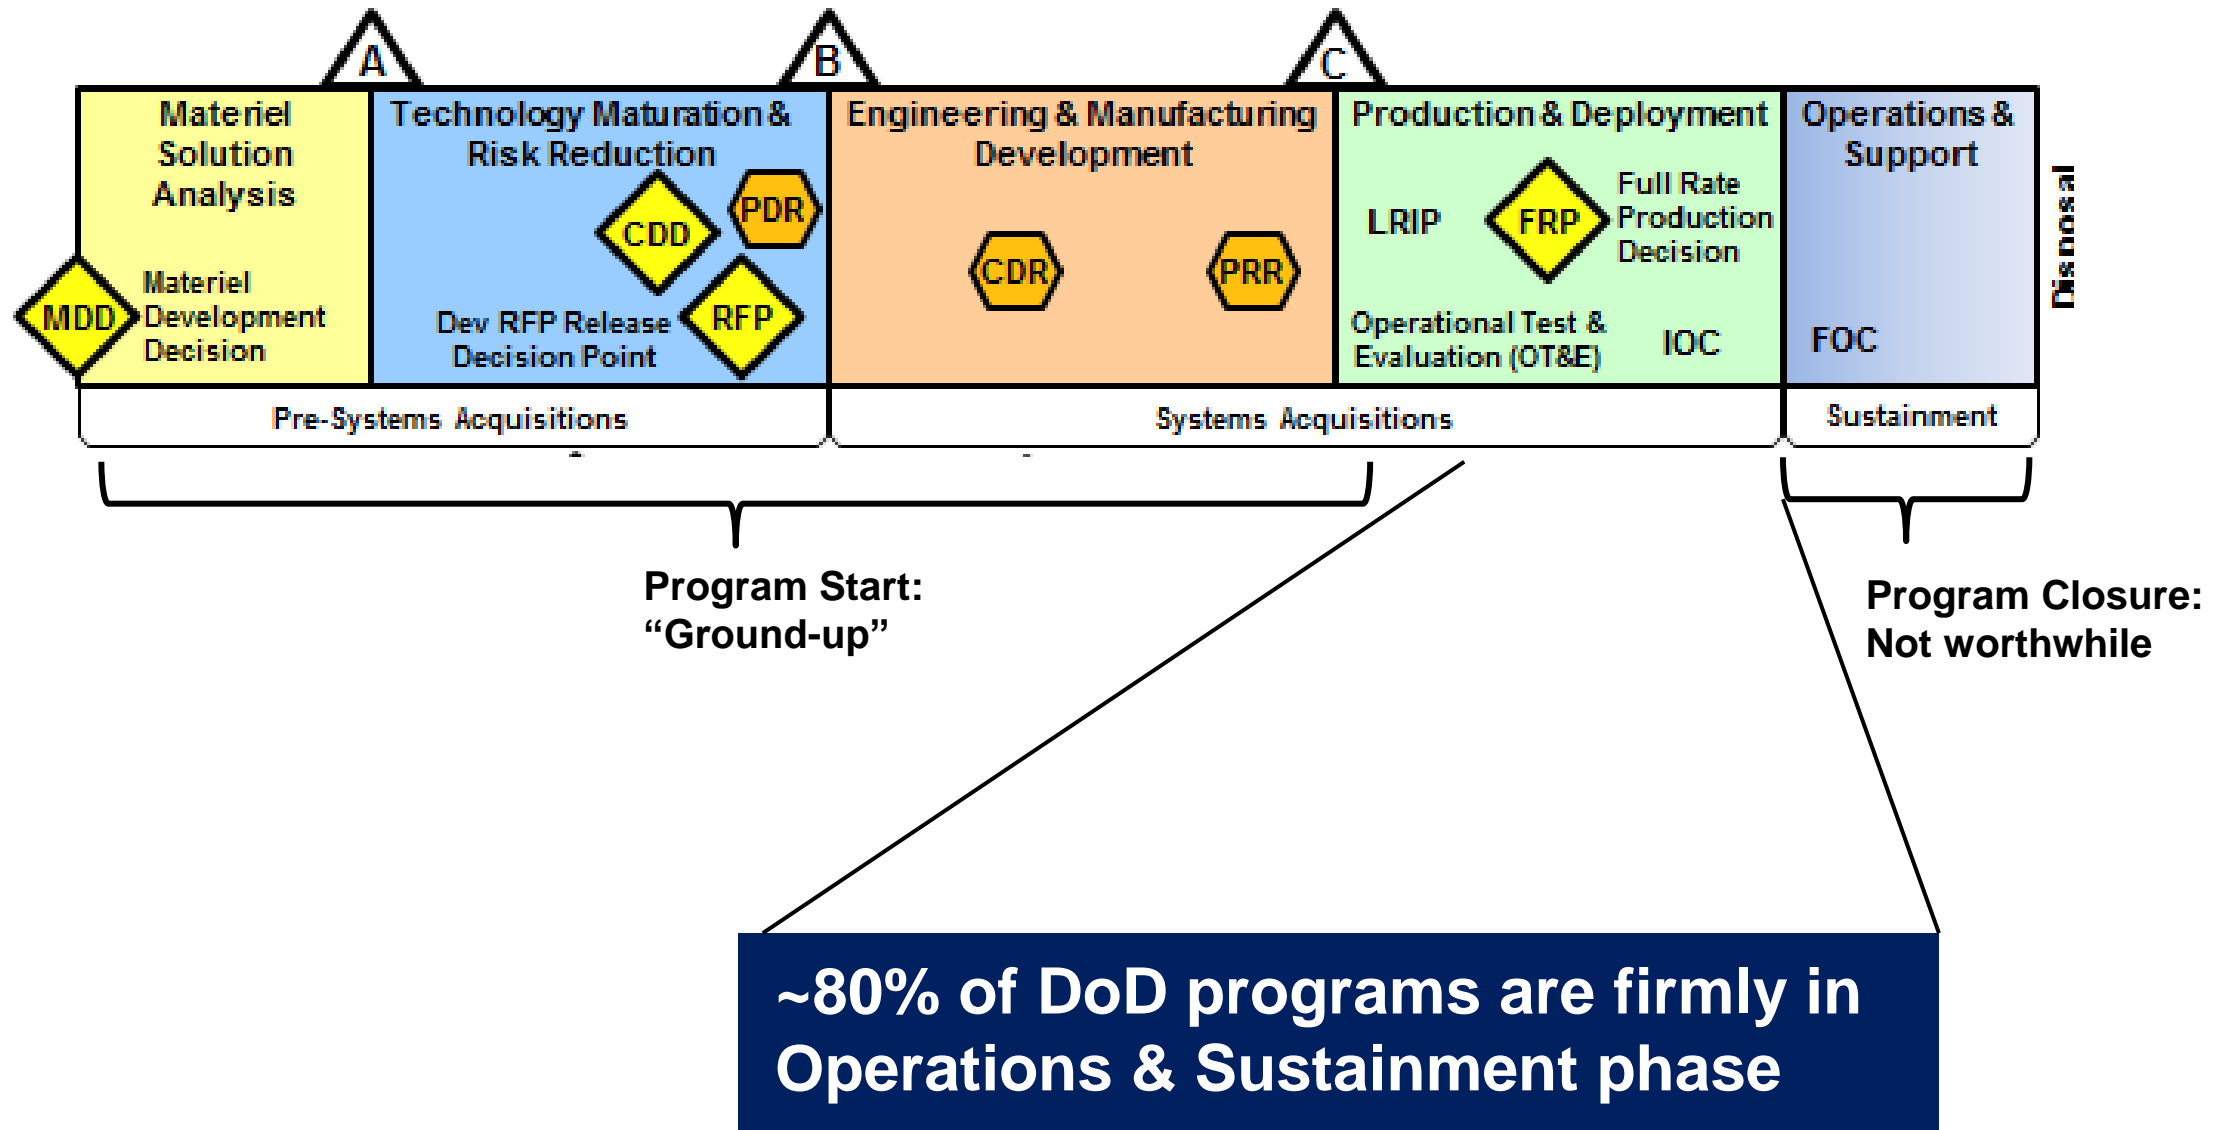 A
B
C
Materiel
Solution
Analysis
MDD
Materiel
Development
Decision
Technology Maturation &
Risk Reduction
CDD
PDR
Dev RFP Release
Decision Point
RFP
Engineering & Manufacturing
Development
CDR
PRR
Production & Deployment
LRIP
FRP
Full Rate
Production
Decision
Operational Test &
Evaluation (OT&E)
IOC
Operations &
Support
FOC
Disposal
Pre-Systems Acquisitions
Systems Acquisitions
Sustainment
Program Start:
“Ground-up”
Program Closure:
Not worthwhile
~80% of DoD programs are firmly in
Operations & Sustainment phase